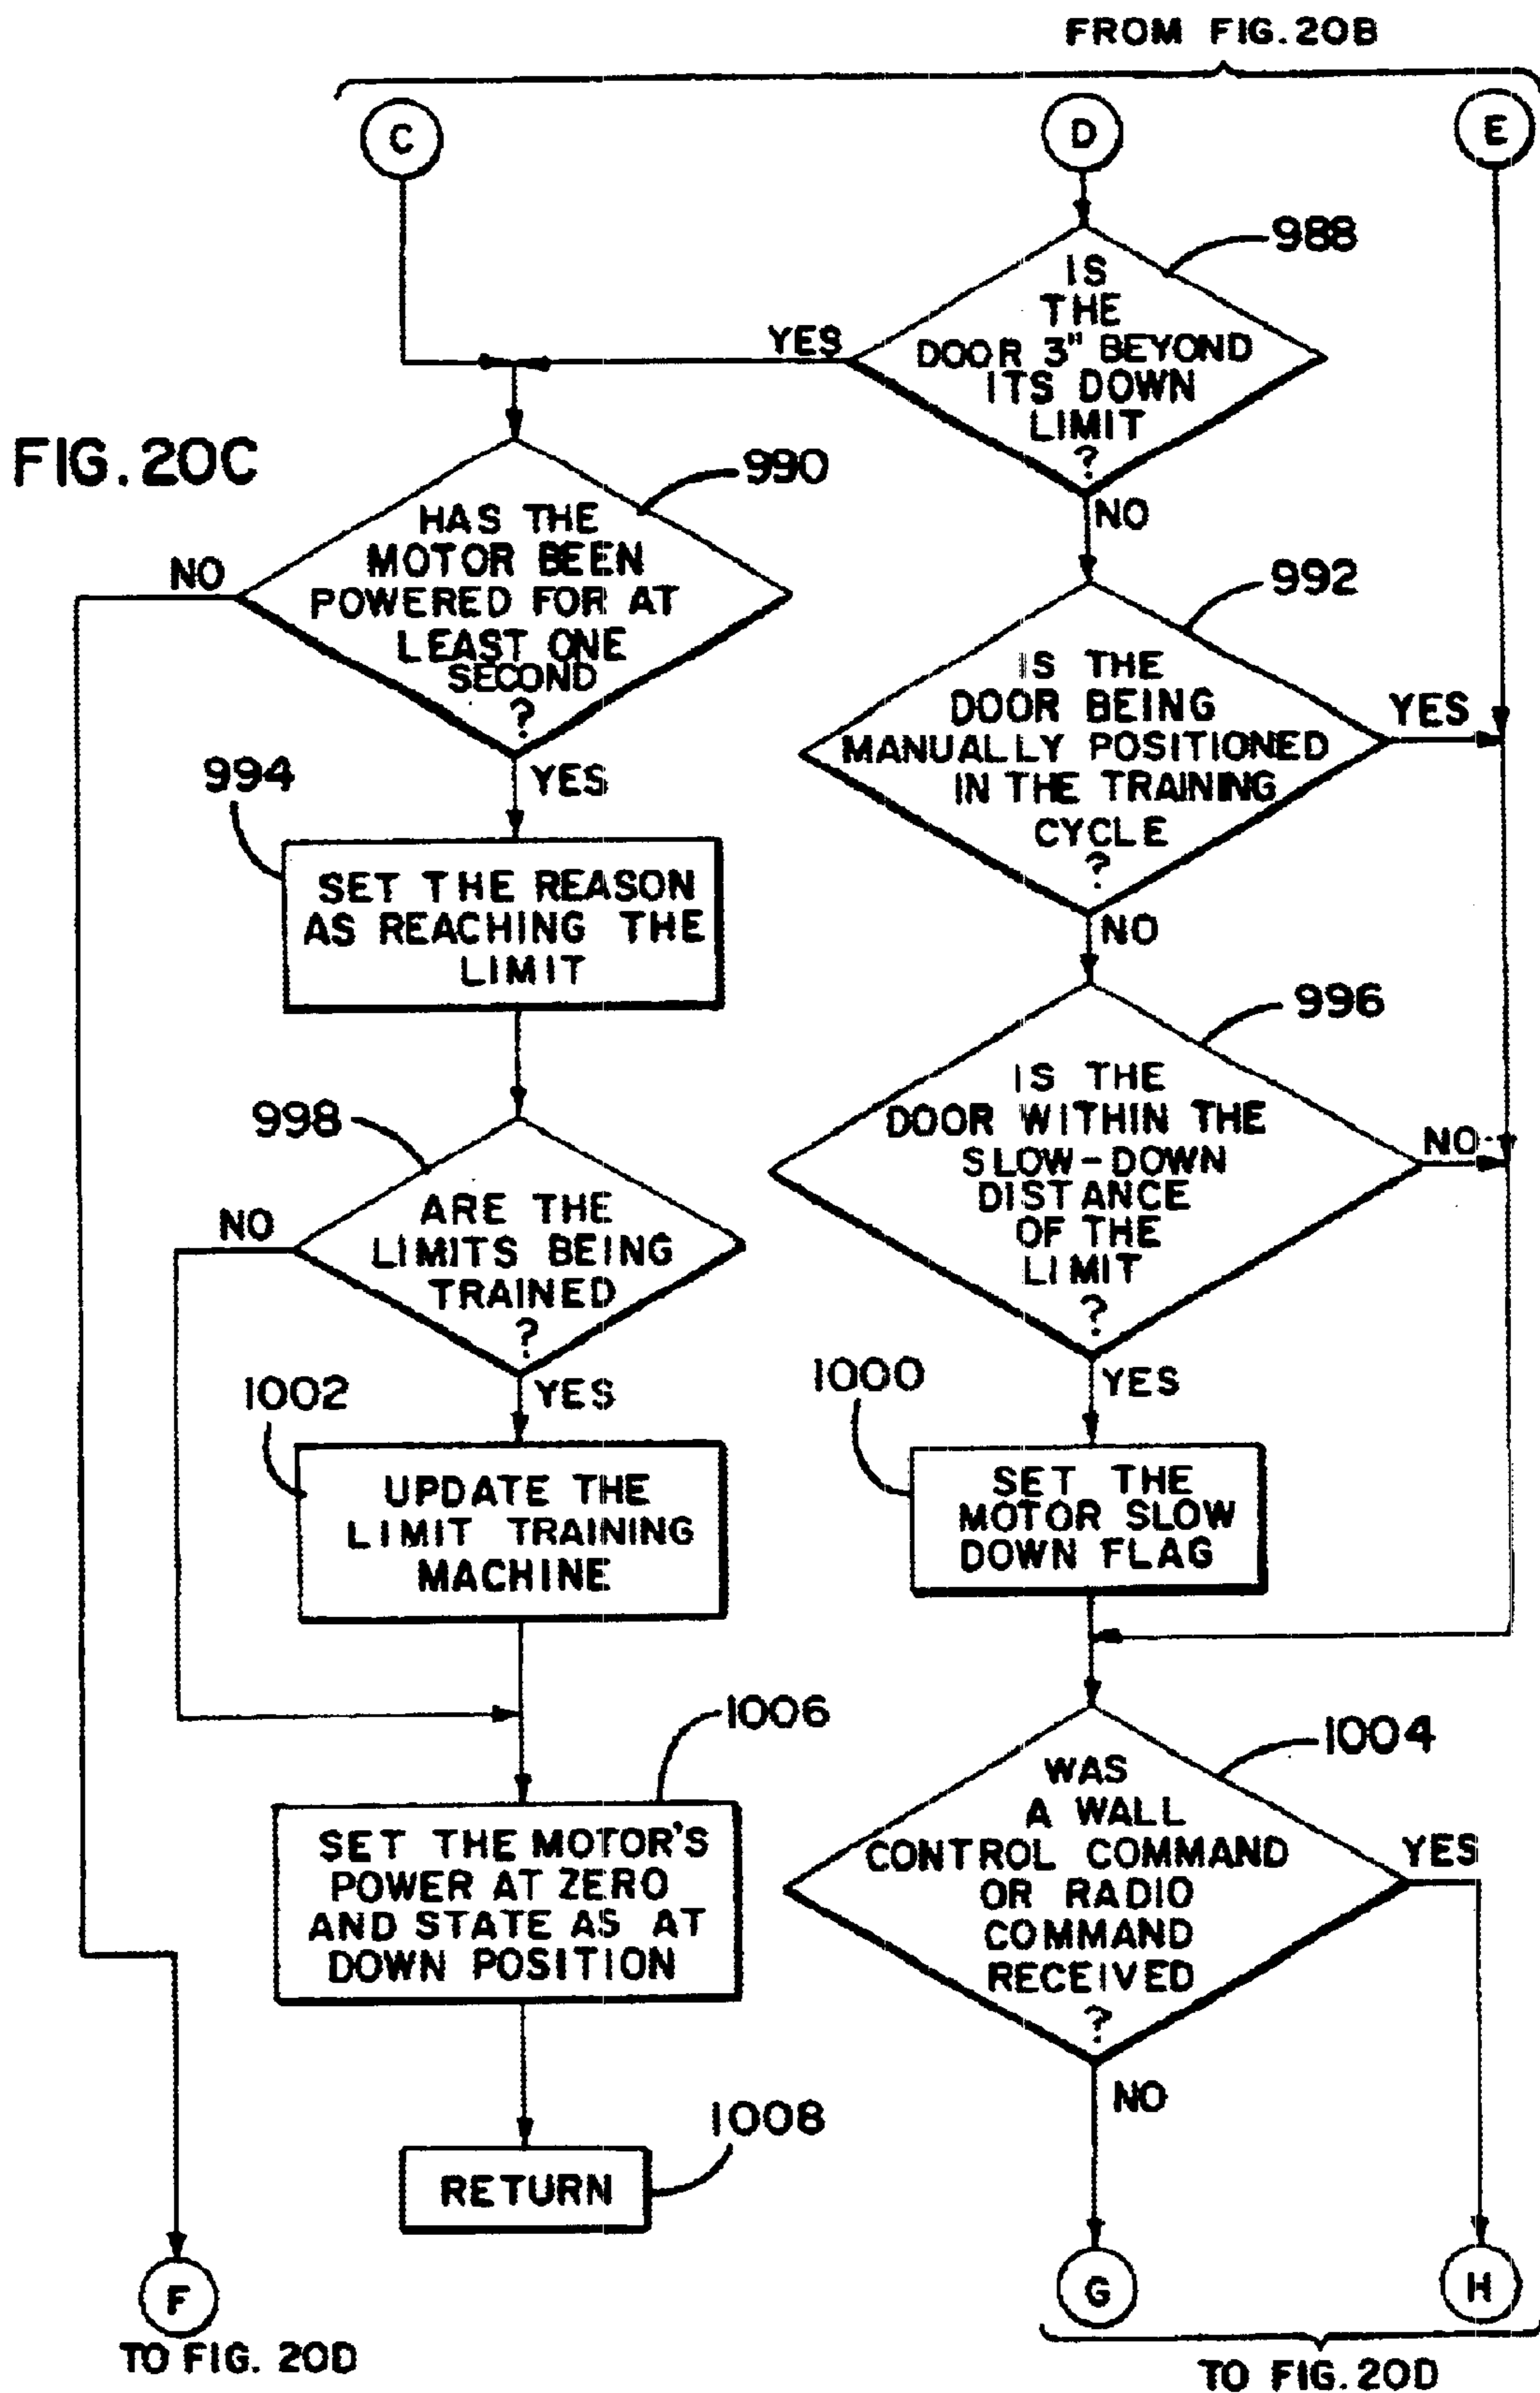 FROM FIG. 20B
C
D
E
988
IS
THE
DOOR 3" BEYOND
ITS DOWN
LIMIT
?
YES
NO
FIG. 20C
990
HAS THE
MOTOR BEEN
POWERED FOR AT
LEAST ONE
SECOND
?
NO
YES
992
IS THE
DOOR BEING
MANUALLY POSITIONED
IN THE TRAINING
CYCLE
?
YES
NO
994
SET THE REASON
AS REACHING THE
LIMIT
996
IS THE
DOOR WITHIN THE
SLOW-DOWN
DISTANCE
OF THE
LIMIT
?
NO
YES
998
ARE THE
LIMITS BEING
TRAINED
?
NO
YES
1000
SET THE
MOTOR SLOW
DOWN FLAG
1002
UPDATE THE
LIMIT TRAINING
MACHINE
1004
WAS
A WALL
CONTROL COMMAND
OR RADIO
COMMAND
RECEIVED
?
YES
NO
1006
SET THE MOTOR'S
POWER AT ZERO
AND STATE AS AT
DOWN POSITION
1008
RETURN
F
TO FIG. 20D
G
H
TO FIG. 20D